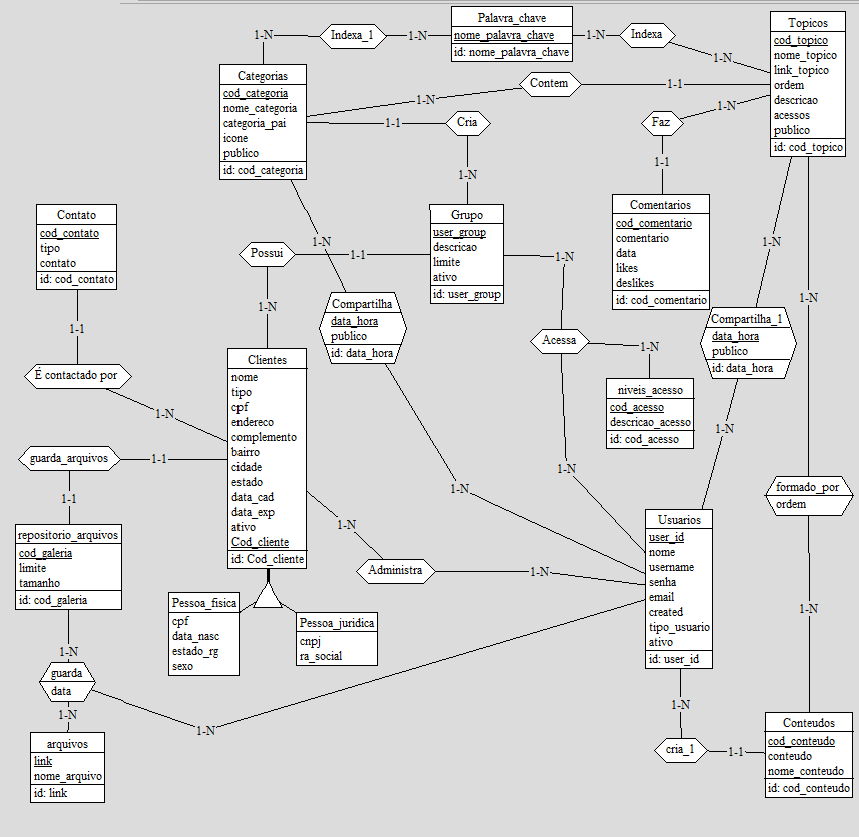 Palavra_chave
nome_palavra_chave
id: nome_palavra_chave
1-N
Indexa_1
1-N
1-N
Indexa
1-N
Topicos
cod_topico
nome_topico
link_topico
ordem
descricao
acessos
publico
id: cod_topico
Categorias
cod_categoria
nome_categoria
categoria_pai
icone
publico
id: cod_categoria
1-N
Contem
1-1
1-1
Cria
1-N
Faz
1-N
1-1
Comentarios
cod_comentario
comentario
data
likes
deslikes
id: cod_comentario
Contato
cod_contato
tipo
contato
id: cod_contato
Grupo
user_group
descricao
limite
ativo
id: user_group
Possui
1-1
1-N
1-N
1-N
1-N
1-N
Compartilha
data_hora
publico
id: data_hora
Compartilha_1
data_hora
publico
id: data_hora
1-1
Acessa
1-N
É contactado por
1-N
Clientes
nome
tipo
cpf
endereco
complemento
bairro
cidade
estado
data_cad
data_exp
ativo
Cod_cliente
id: Cod_cliente
niveis_acesso
cod_acesso
descricao_acesso
id: cod_acesso
1-N
guarda_arquivos
1-1
1-N
1-N
1-1
formado_por
ordem
repositorio_arquivos
cod_galeria
limite
tamanho
id: cod_galeria
1-N
Administra
1-N
Usuarios
user_id
nome
username
senha
email
created
tipo_usuario
ativo
id: user_id
Pessoa_fisica
cpf
data_nasc
estado_rg
sexo
Pessoa_juridica
cnpj
ra_social
1-N
1-N
guarda
data
1-N
1-N
1-N
arquivos
link
nome_arquivo
id: link
cria_1
1-1
Conteudos
cod_conteudo
conteudo
nome_conteudo
id: cod_conteudo